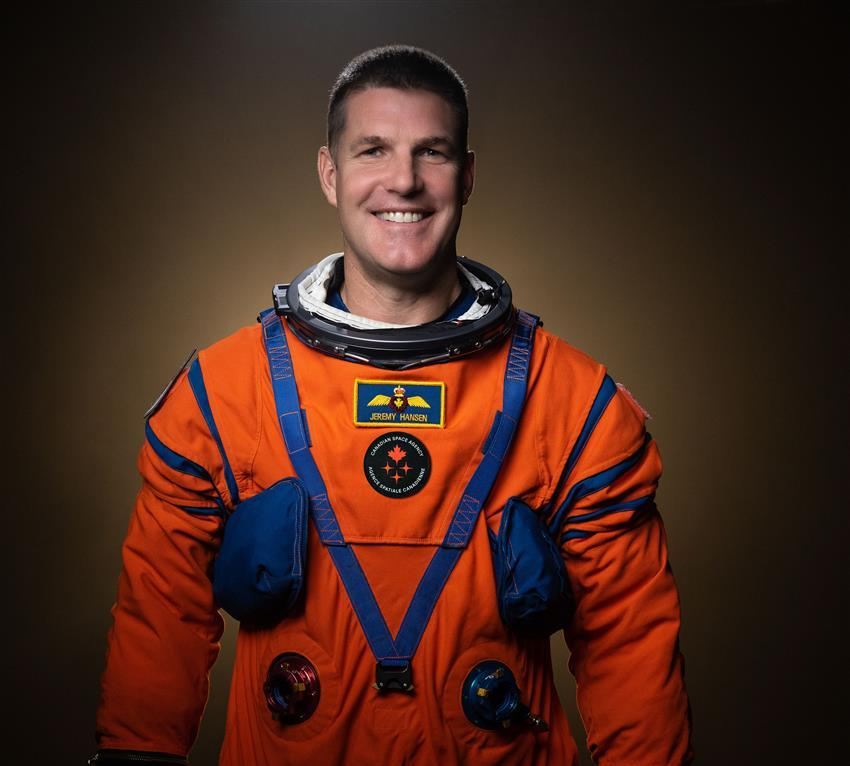 JEREMY HANSEN
CANADIAN SPACE AGENCY
AGENCE SPATIALE CANADIENNE